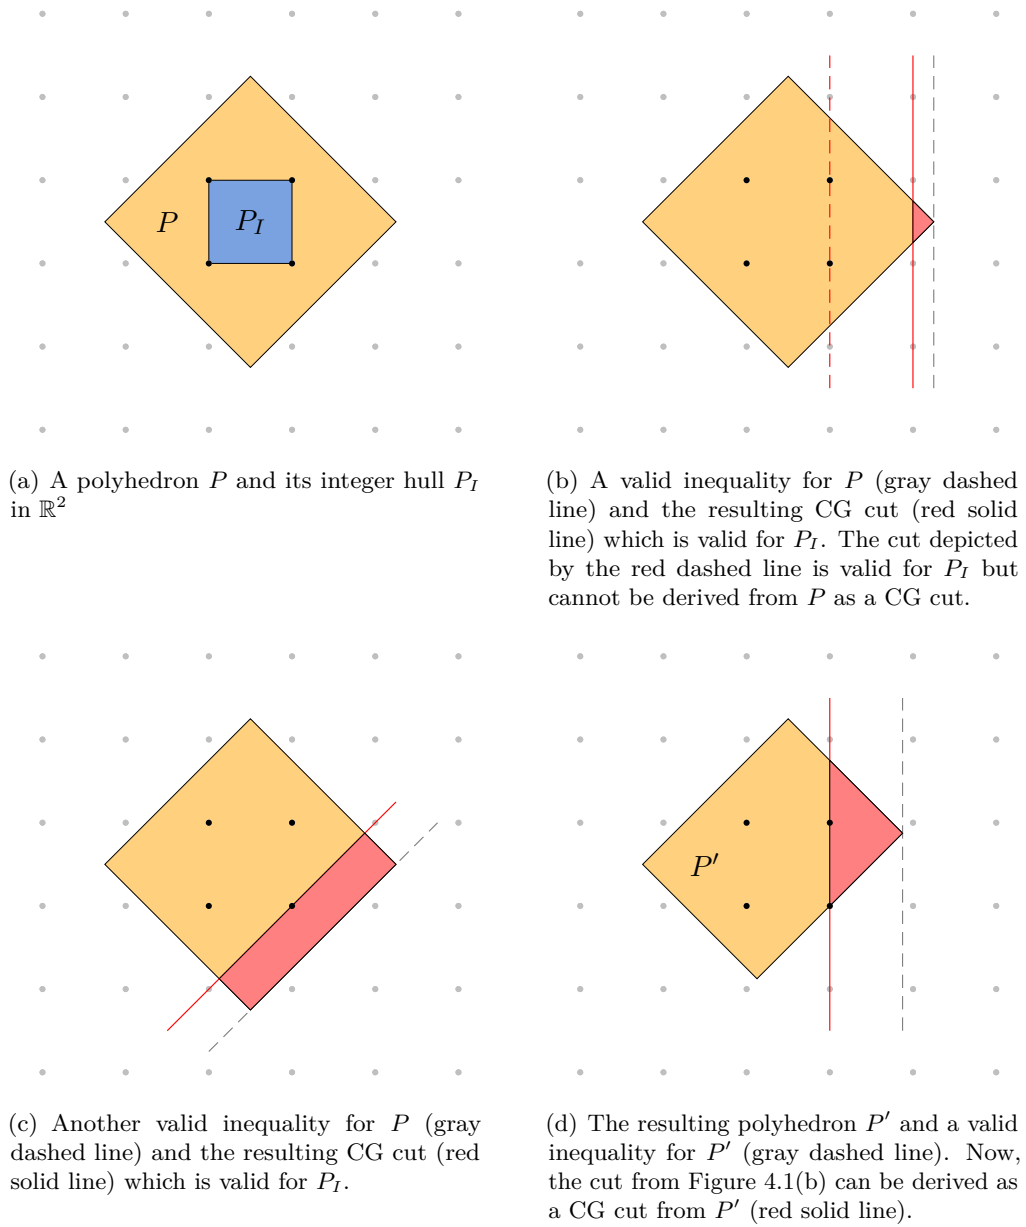 P
P_I
(a) A polyhedron P and its integer hull P_I
in ℝ²
(b) A valid inequality for P (gray dashed
line) and the resulting CG cut (red solid
line) which is valid for P_I. The cut depicted
by the red dashed line is valid for P_I but
cannot be derived from P as a CG cut.
P′
(c) Another valid inequality for P (gray
dashed line) and the resulting CG cut (red
solid line) which is valid for P_I.
(d) The resulting polyhedron P′ and a valid
inequality for P′ (gray dashed line). Now,
the cut from Figure 4.1(b) can be derived as
a CG cut from P′ (red solid line).